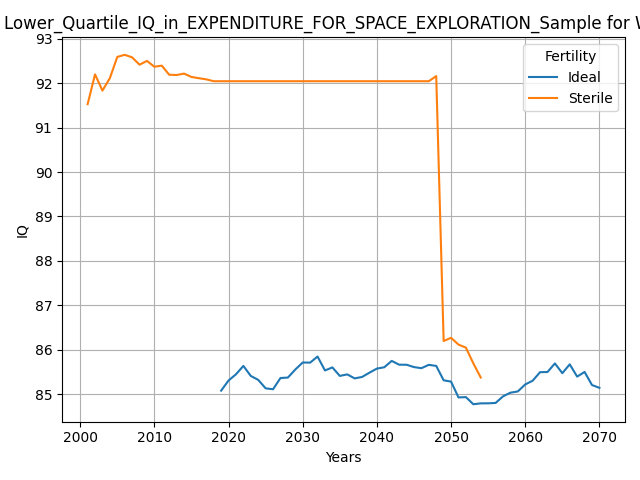 Lower_Quartile_IQ_in_EXPENDITURE_FOR_SPACE_EXPLORATION_Sample for
93
92
91
90
89
88
87
86
85
IQ
Fertility
Ideal
Sterile
2000 2010 2020 2030 2040 2050 2060 2070
Years